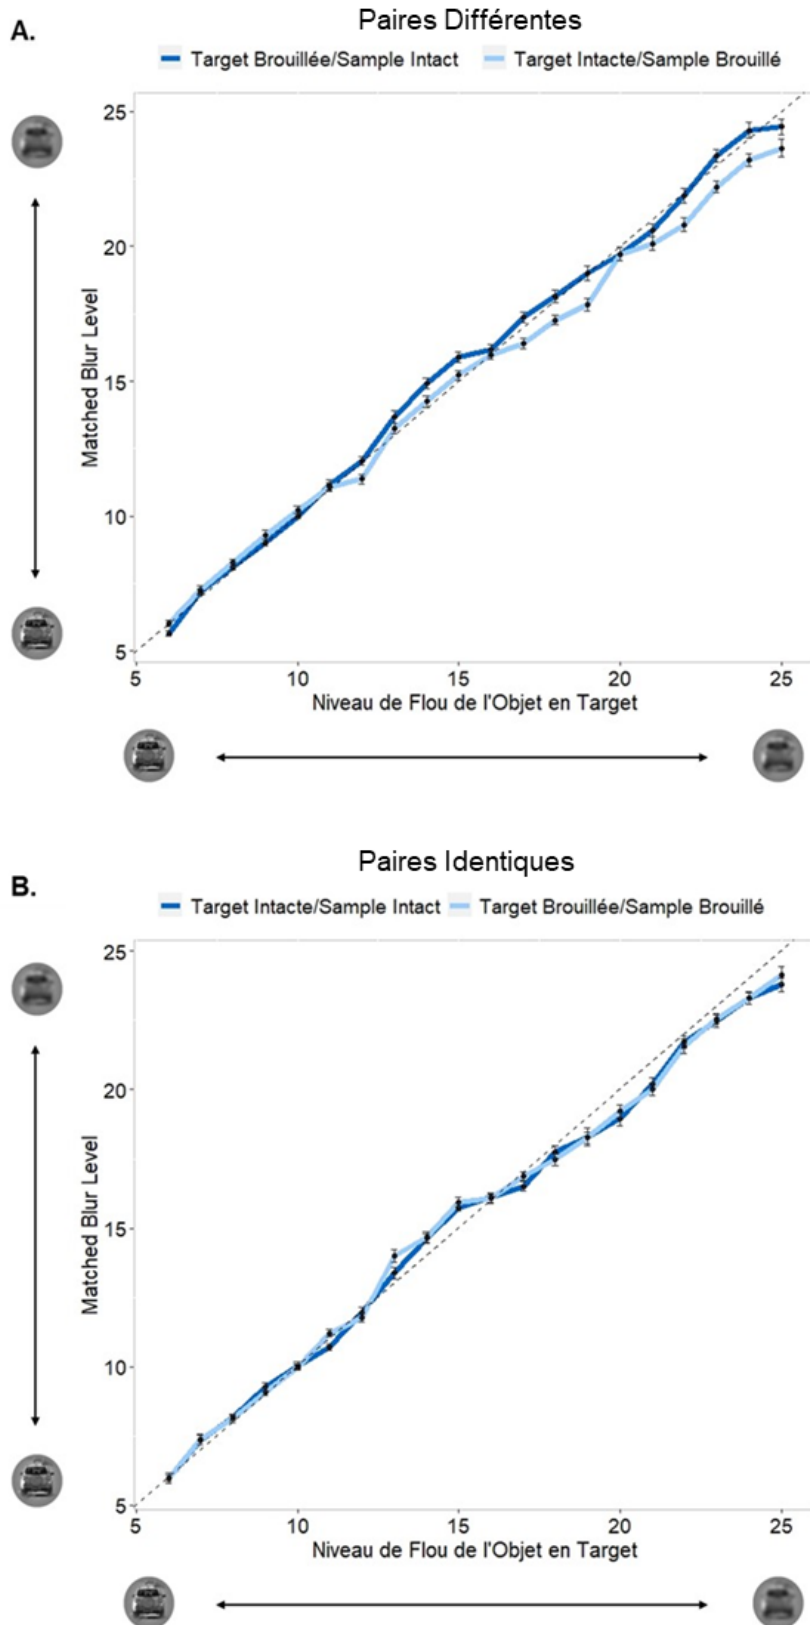 A.
Paires Différentes
Target Brouillée/Sample Intact
Target Intacte/Sample Brouillé
25
20
15
10
5
Matched Blur Level
5
10
15
20
25
Niveau de Flou de l'Objet en Target
Paires Identiques
B.
Target Intacte/Sample Intact
Target Brouillée/Sample Brouillé
25
20
15
10
5
Matched Blur Level
5
10
15
20
25
Niveau de Flou de l'Objet en Target